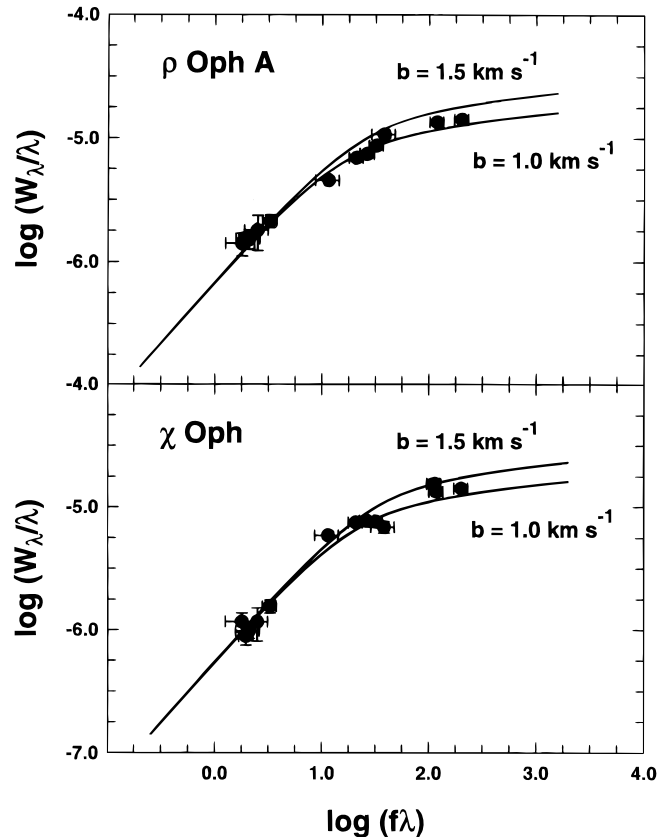 -4.0
ρ Oph A
b = 1.5 km s⁻¹
-5.0
b = 1.0 km s⁻¹
log (Wλ/λ)
-6.0
-4.0
χ Oph
b = 1.5 km s⁻¹
-5.0
b = 1.0 km s⁻¹
log (Wλ/λ)
-6.0
-7.0
0.0 1.0 2.0 3.0 4.0
log (fλ)